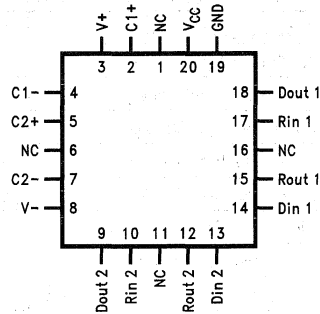 V+ C1+ NC VCC GND
3 2 1 20 19
C1- 4 18 Dout 1
C2+ 5 17 Rin 1
NC 6 16 NC
C2- 7 15 Rout 1
V- 8 14 Din 1
9 10 11 12 13
Dout 2 Rin 2 NC Rout 2 Din 2